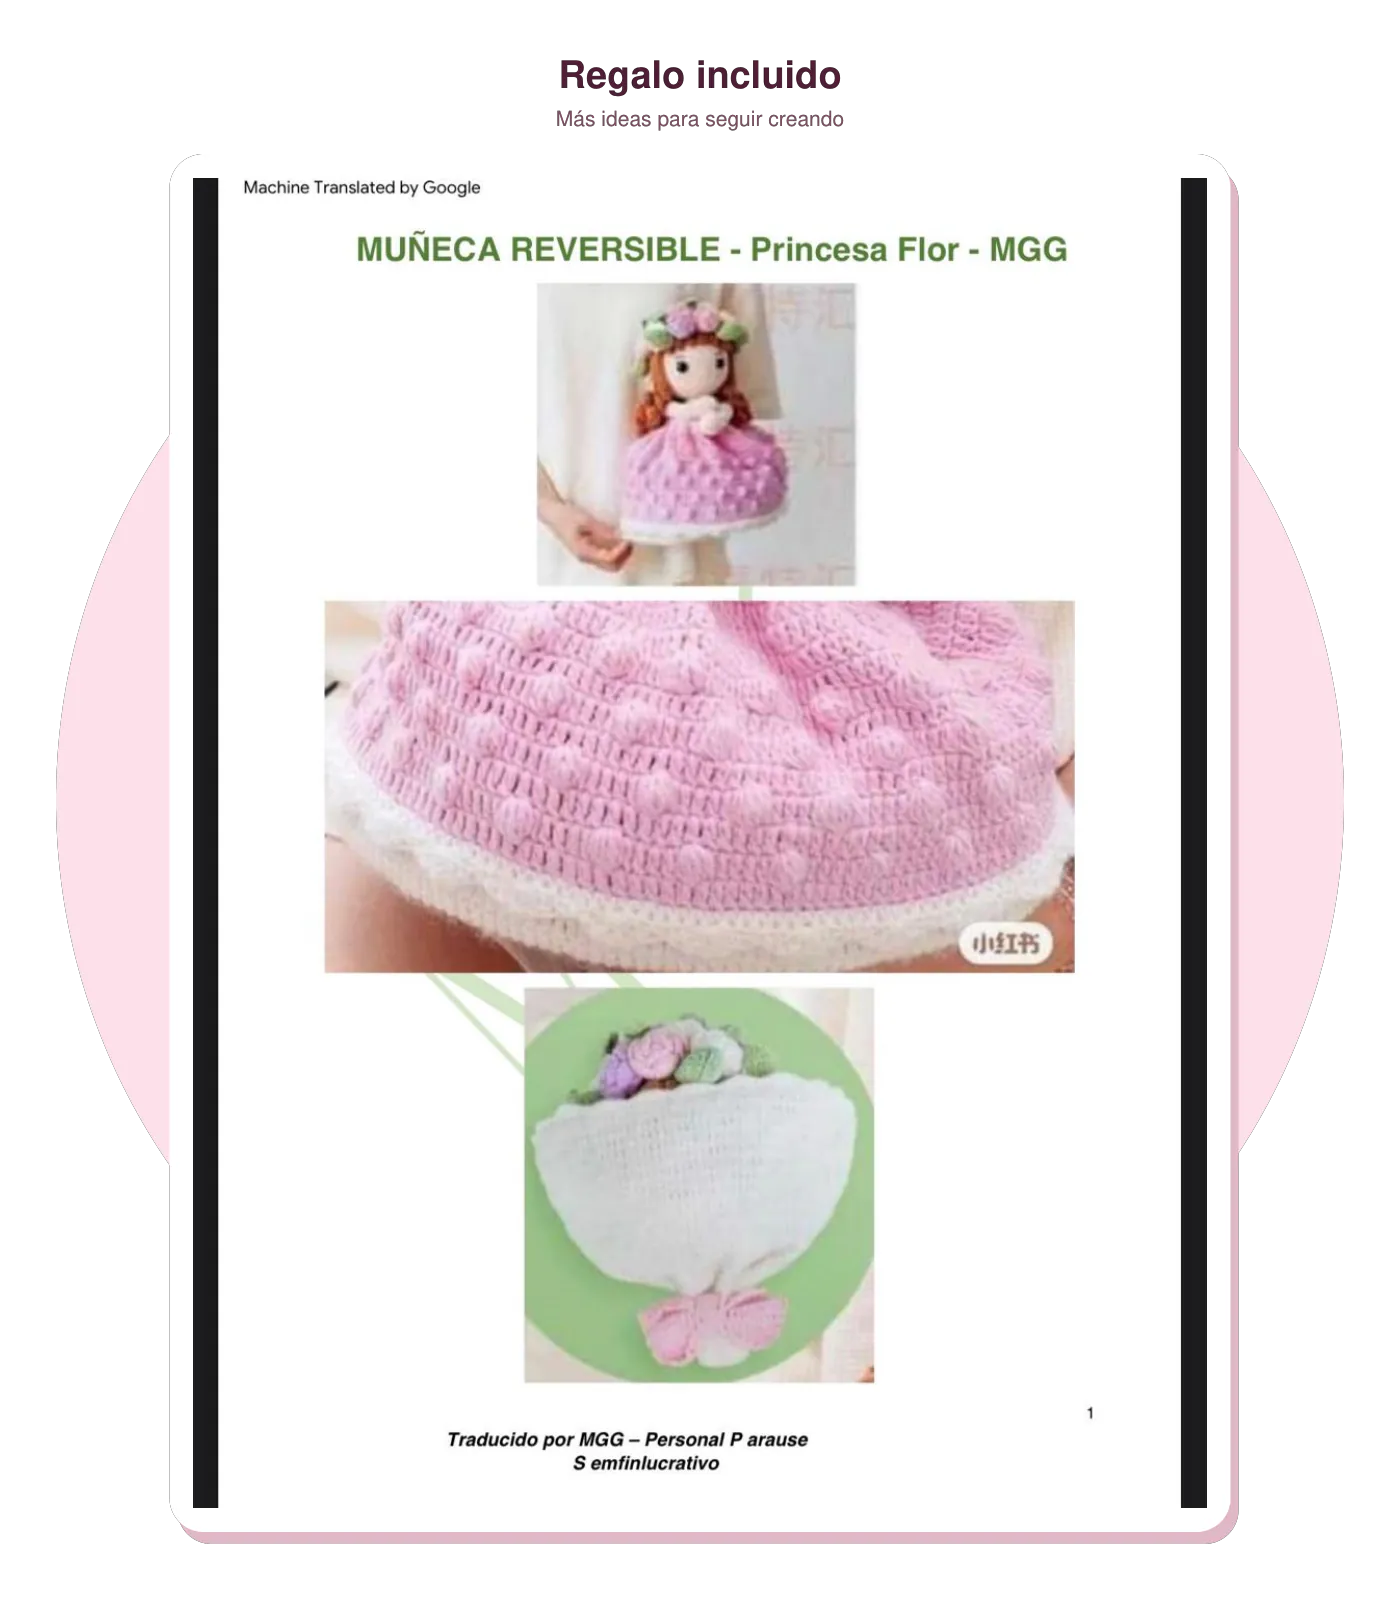 Regalo incluido
Más ideas para seguir creando
Machine Translated by Google
MUÑECA REVERSIBLE - Princesa Flor - MGG
小红书
1
Traducido por MGG – Personal P arause
S emfinlucrativo